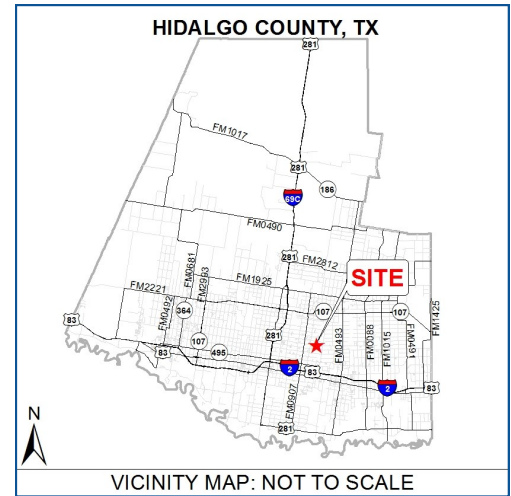 HIDALGO COUNTY, TX
281
FM1017
281
186
69C
FM0490
281
FM2812
SITE
FM0681
FM2993
FM1925
FM2221
FM0492
364
107
107
FM1425
83
107
495
281
FM0493
FM0088
FM1015
FM0491
83
2
83
2
83
FM0907
281
N
VICINITY MAP: NOT TO SCALE